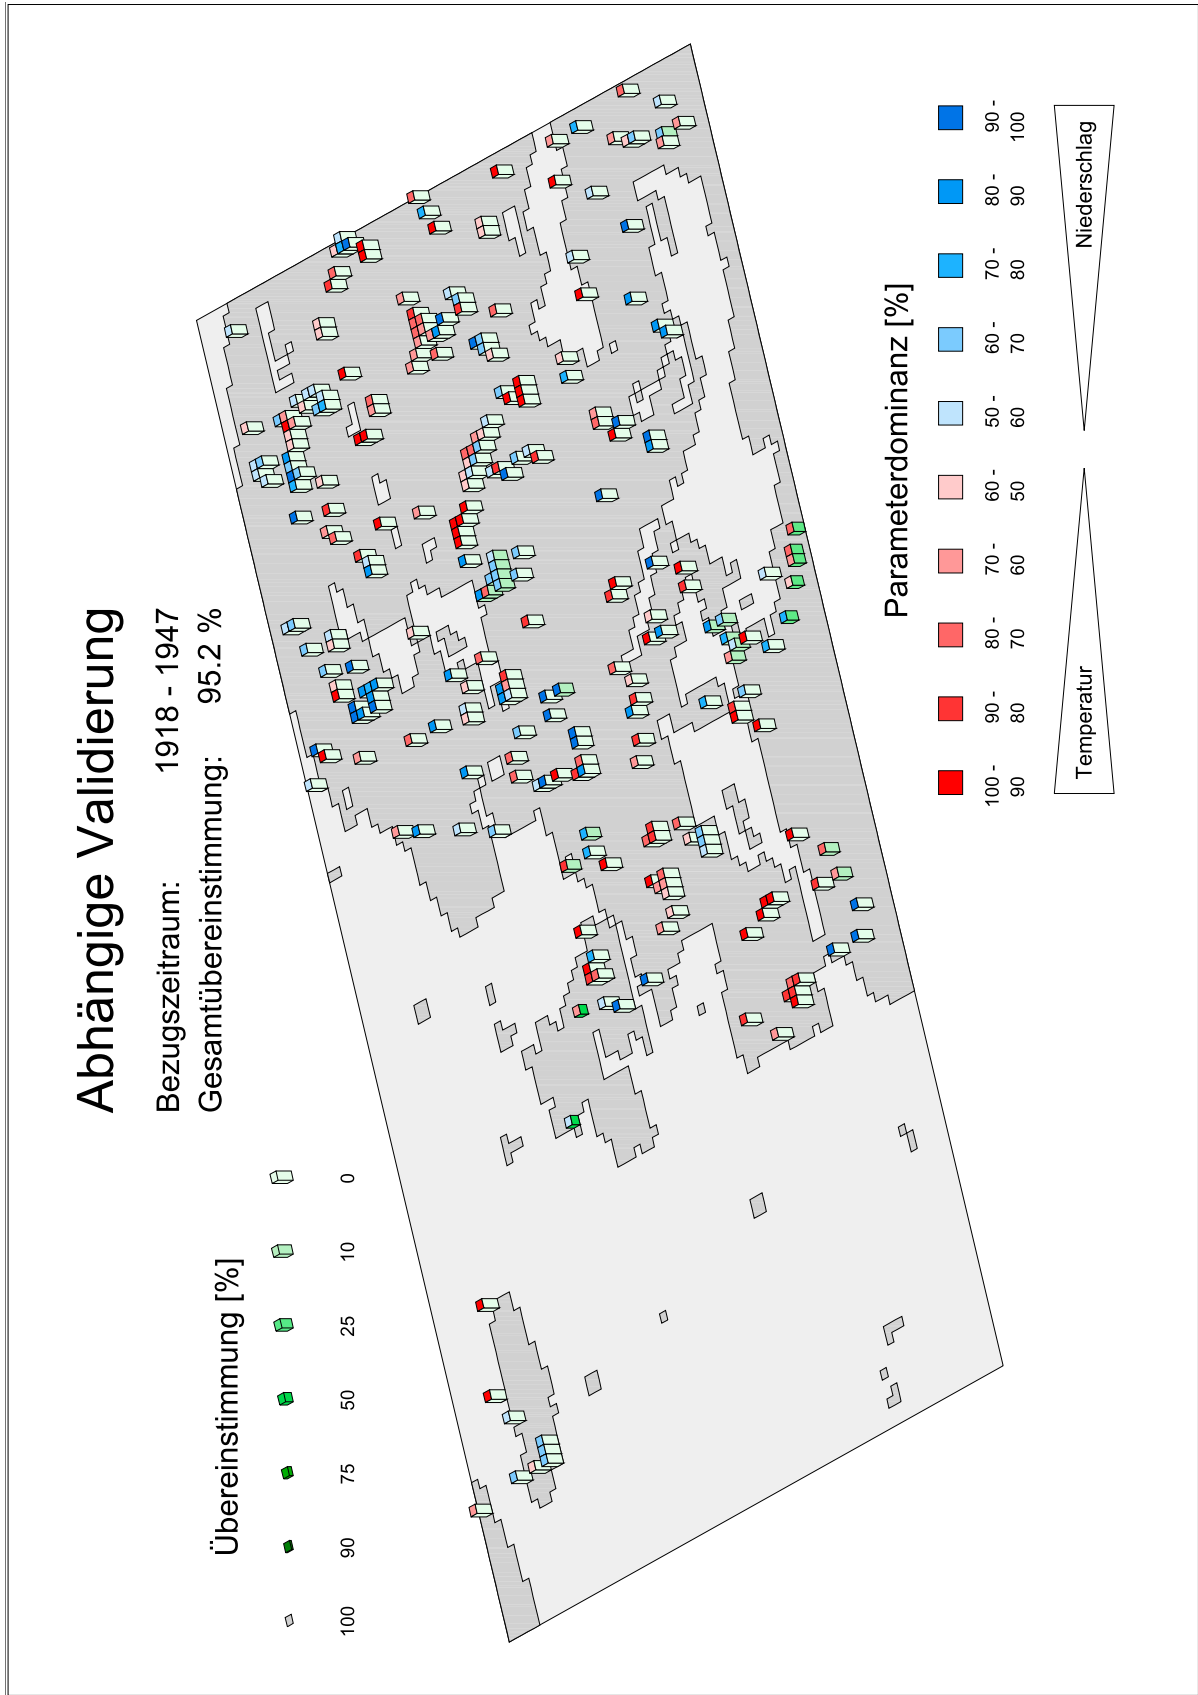 Abhängige Validierung
Bezugszeitraum: 1918 - 1947
Gesamtübereinstimmung: 95.2 %
Übereinstimmung [%]
100 90 75 50 25 10 0
Parameterdominanz [%]
100 - 90
90 - 80
80 - 70
70 - 60
60 - 50
50 - 60
60 - 70
70 - 80
80 - 90
90 - 100
Temperatur Niederschlag